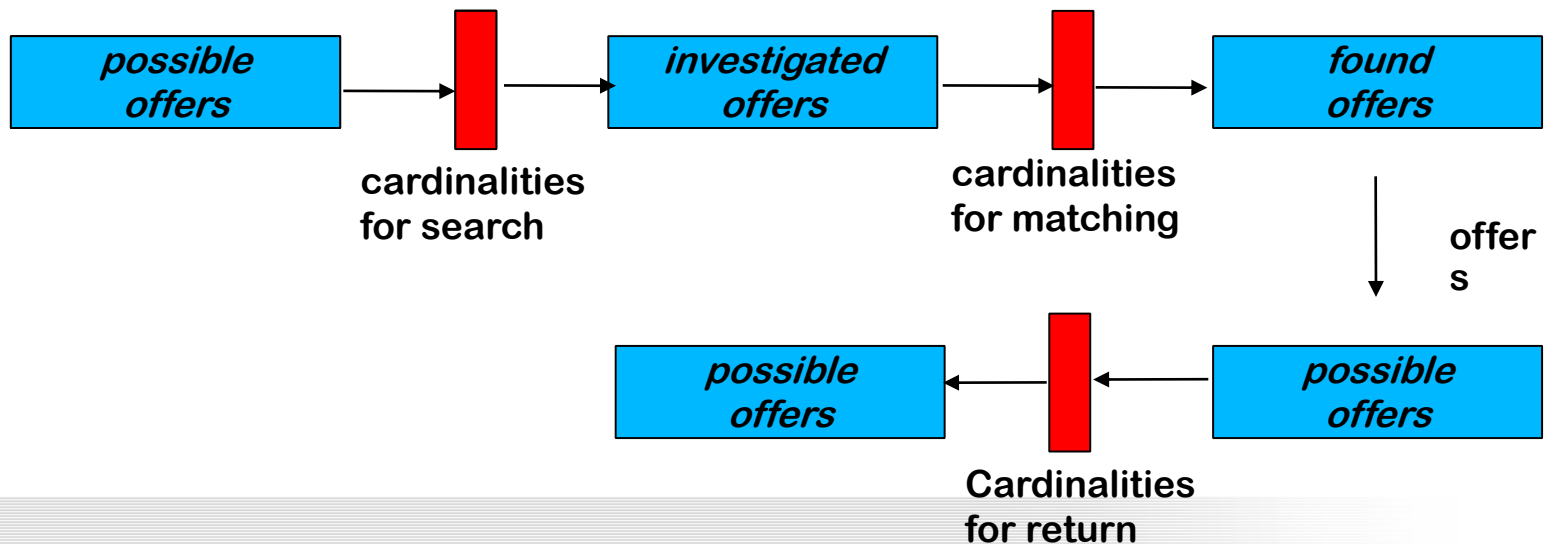 possible
offers
investigated
offers
found
offers
cardinalities
for search
cardinalities
for matching
offer
s
possible
offers
possible
offers
Cardinalities
for return